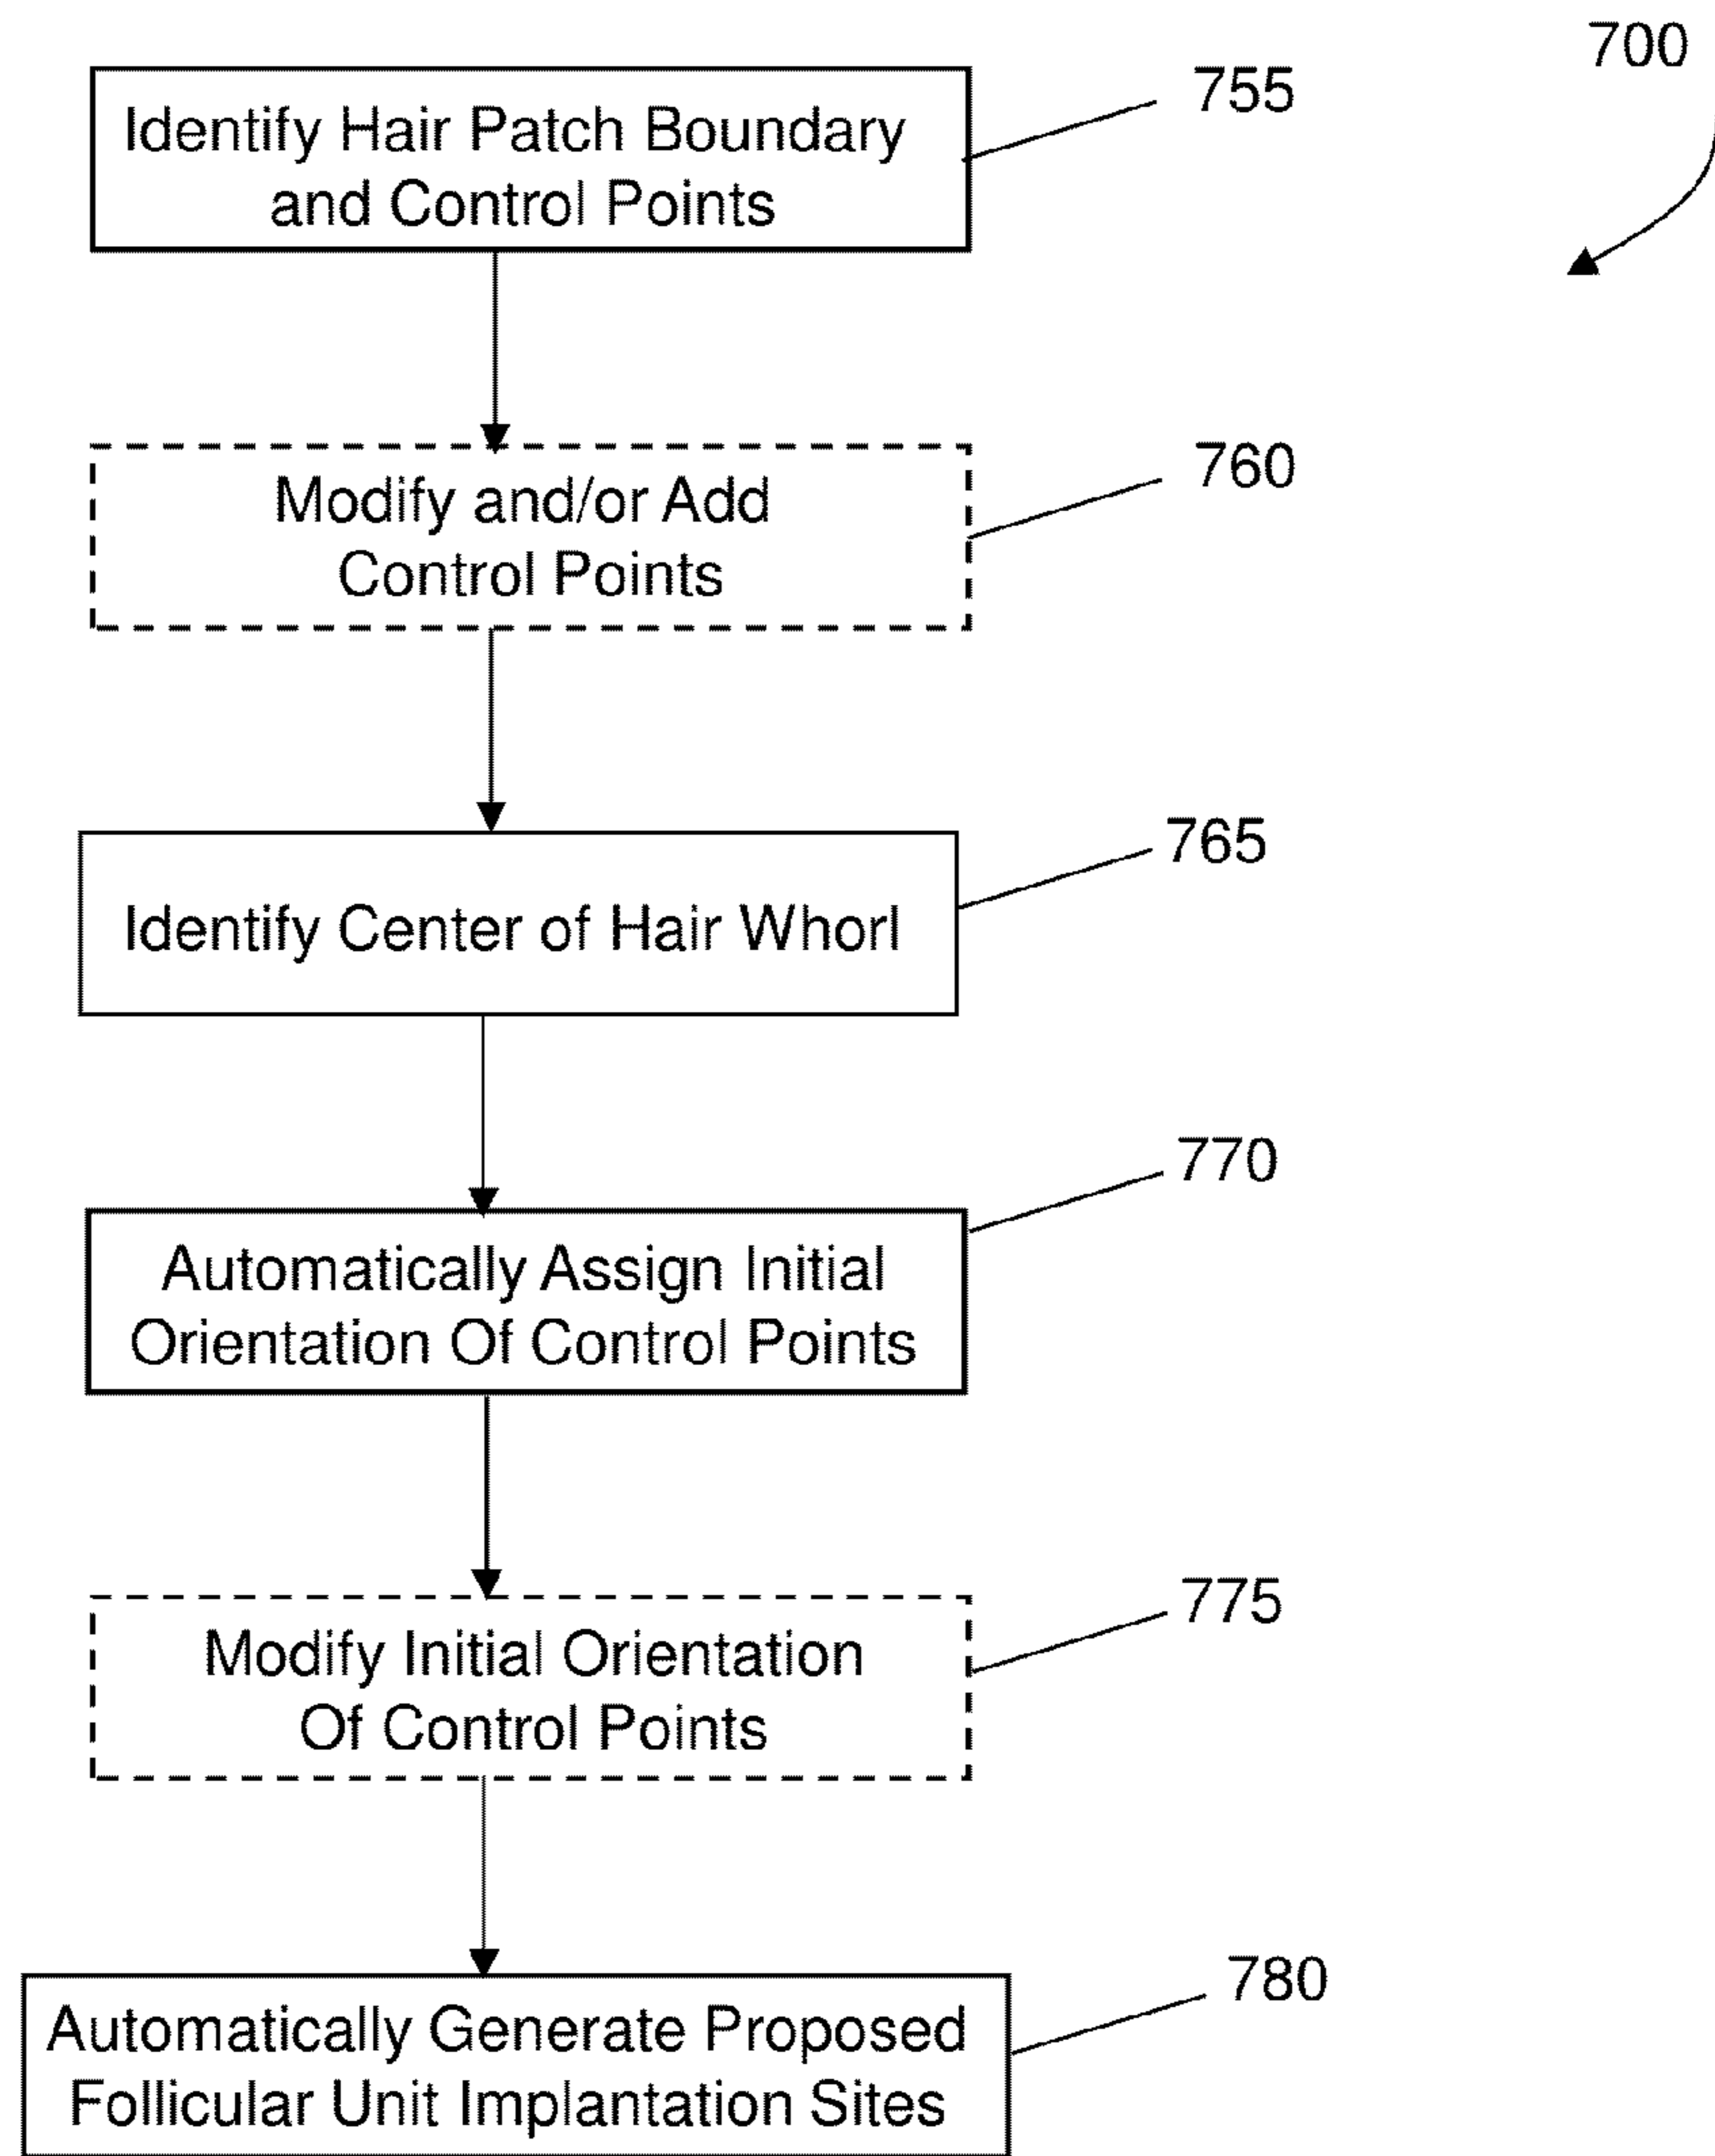 700
Identify Hair Patch Boundary
and Control Points
755
Modify and/or Add
Control Points
760
Identify Center of Hair Whorl
765
Automatically Assign Initial
Orientation Of Control Points
770
Modify Initial Orientation
Of Control Points
775
Automatically Generate Proposed
Follicular Unit Implantation Sites
780